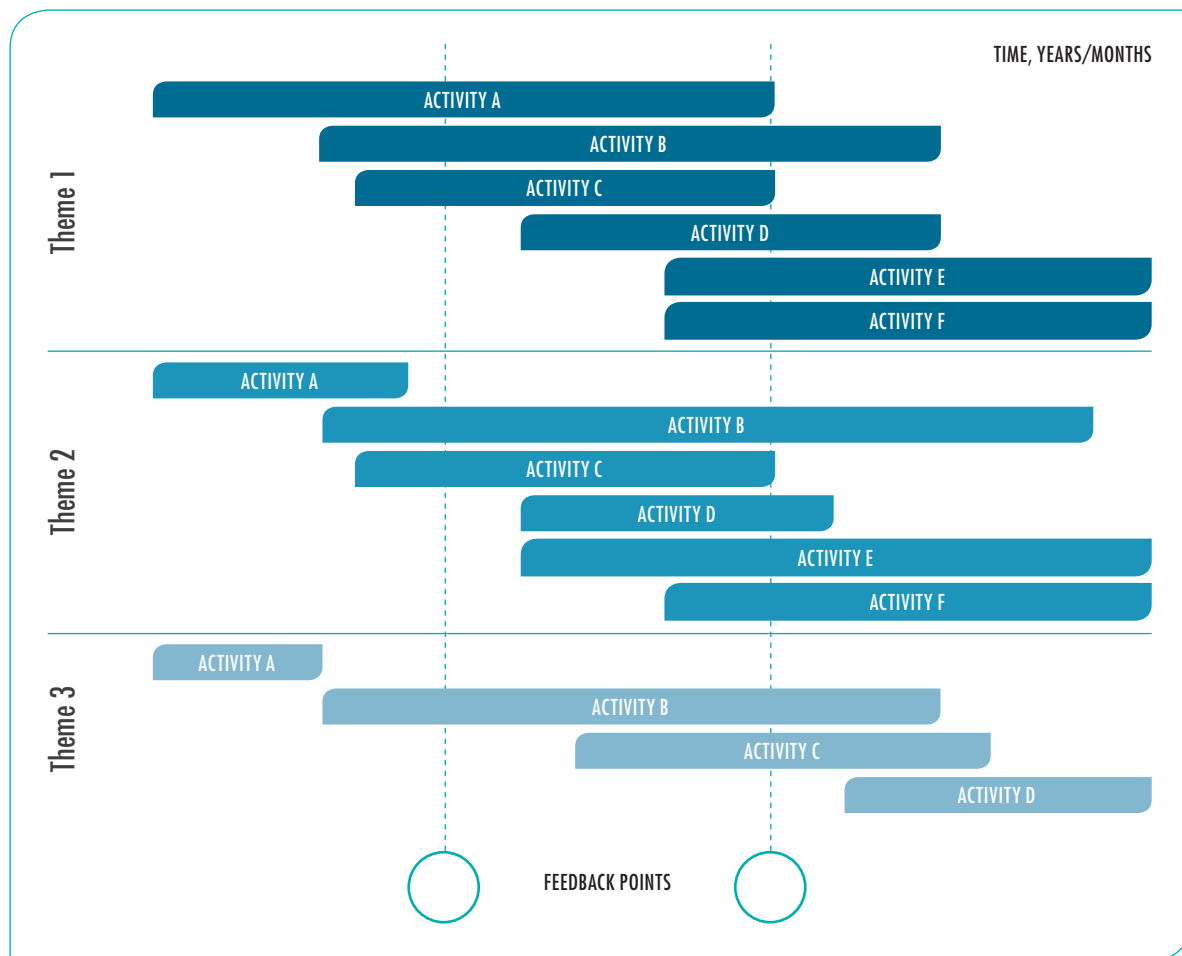 TIME, YEARS/MONTHS
Theme 1
ACTIVITY A
ACTIVITY B
ACTIVITY C
ACTIVITY D
ACTIVITY E
ACTIVITY F
Theme 2
ACTIVITY A
ACTIVITY B
ACTIVITY C
ACTIVITY D
ACTIVITY E
ACTIVITY F
Theme 3
ACTIVITY A
ACTIVITY B
ACTIVITY C
ACTIVITY D
FEEDBACK POINTS